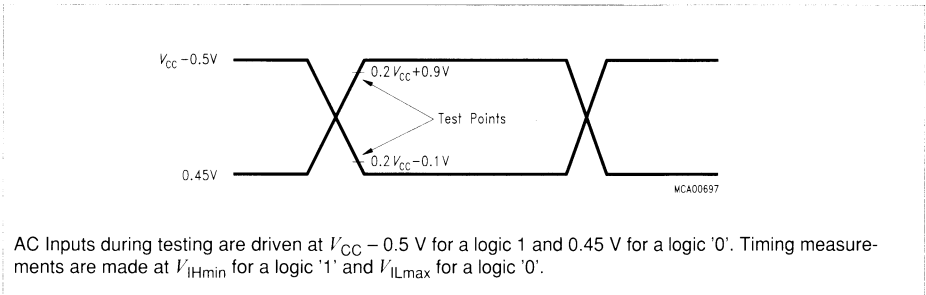 V_CC −0.5V
0.2 V_CC +0.9V
Test Points
0.2 V_CC −0.1V
0.45V
MCA00697
AC Inputs during testing are driven at V_CC – 0.5 V for a logic 1 and 0.45 V for a logic '0'. Timing measure-
ments are made at V_IHmin for a logic '1' and V_ILmax for a logic '0'.